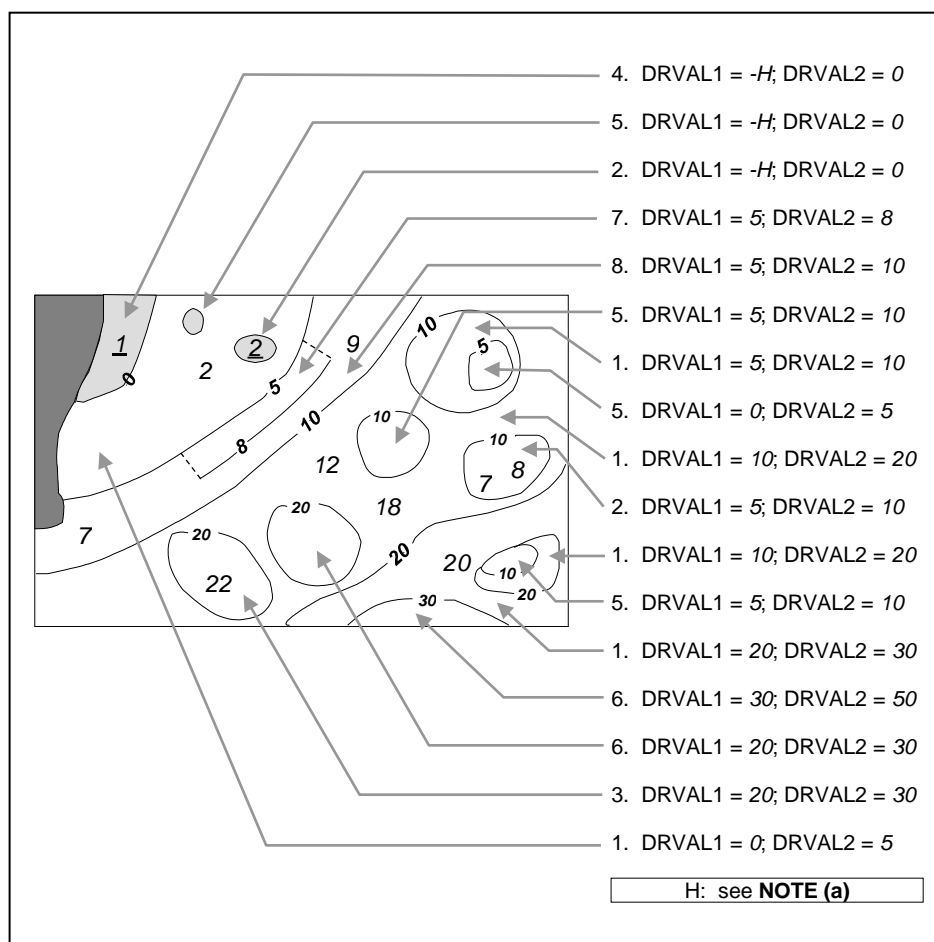 4. DRVAL1 = -H; DRVAL2 = 0
5. DRVAL1 = -H; DRVAL2 = 0
2. DRVAL1 = -H; DRVAL2 = 0
7. DRVAL1 = 5; DRVAL2 = 8
8. DRVAL1 = 5; DRVAL2 = 10
5. DRVAL1 = 5; DRVAL2 = 10
1. DRVAL1 = 5; DRVAL2 = 10
5. DRVAL1 = 0; DRVAL2 = 5
1. DRVAL1 = 10; DRVAL2 = 20
2. DRVAL1 = 5; DRVAL2 = 10
1. DRVAL1 = 10; DRVAL2 = 20
5. DRVAL1 = 5; DRVAL2 = 10
1. DRVAL1 = 20; DRVAL2 = 30
6. DRVAL1 = 30; DRVAL2 = 50
6. DRVAL1 = 20; DRVAL2 = 30
3. DRVAL1 = 20; DRVAL2 = 30
1. DRVAL1 = 0; DRVAL2 = 5
H: see NOTE (a)
1
0
2
2
9
10
5
5
8
10
10
10
12
7
8
18
7
20
20
22
20
20
10
20
30